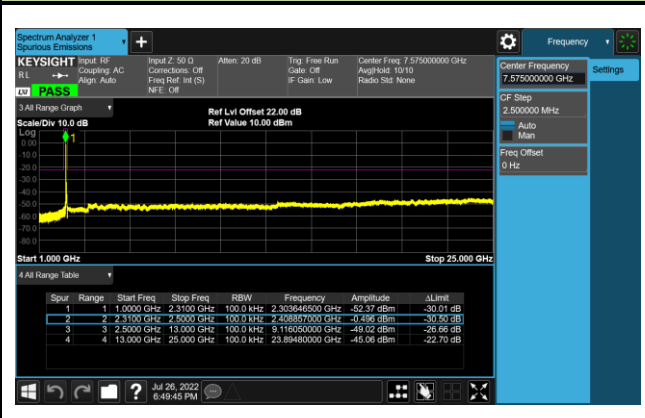 Spectrum Analyzer 1
Spurious Emissions
Frequency
KEYSIGHT
RL
LXI PASS
Input: RF
Coupling: AC
Align: Auto
Input Z: 50 Ω
Corrections: Off
Freq Ref: Int (S)
NFE: Off
Atten: 20 dB
Trig: Free Run
Gate: Off
IF Gain: Low
Center Freq: 7.575000000 GHz
Avg|Hold: 10/10
Radio Std: None
Center Frequency
7.575000000 GHz
Settings
CF Step
2.500000 MHz
Auto
Man
Freq Offset
0 Hz
3 All Range Graph
Scale/Div 10.0 dB
Ref Lvl Offset 22.00 dB
Ref Value 10.00 dBm
Log
1
0.00
-10.0
-20.0
-30.0
-40.0
-50.0
-60.0
-70.0
-80.0
Start 1.000 GHz
Stop 25.000 GHz
4 All Range Table
Spur Range Start Freq Stop Freq RBW Frequency Amplitude ΔLimit
1 1 1.0000 GHz 2.3100 GHz 100.0 kHz 2.303646500 GHz -52.37 dBm -30.01 dB
2 2 2.3100 GHz 2.5000 GHz 100.0 kHz 2.408857000 GHz -0.496 dBm -30.50 dB
3 3 2.5000 GHz 13.000 GHz 100.0 kHz 9.116050000 GHz -49.02 dBm -26.66 dB
4 4 13.000 GHz 25.000 GHz 100.0 kHz 23.89480000 GHz -45.06 dBm -22.70 dB
Jul 26, 2022
6:49:45 PM